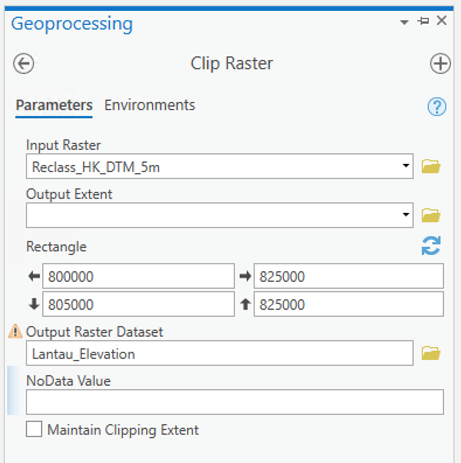 Geoprocessing
Clip Raster
Parameters Environments
Input Raster
Reclass_HK_DTM_5m
Output Extent
Rectangle
800000 825000
805000 825000
Output Raster Dataset
Lantau_Elevation
NoData Value
Maintain Clipping Extent